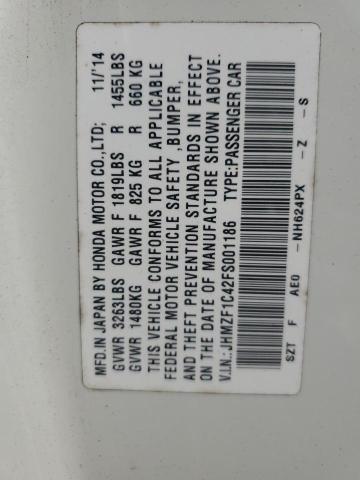 MFD.IN JAPAN BY HONDA MOTOR CO.,LTD; 11/'14
GVWR 3263LBS GAWR F 1819LBS R 1455LBS
GVWR 1480KG GAWR F 825 KG R 660 KG
THIS VEHICLE CONFORMS TO ALL APPLICABLE
FEDERAL MOTOR VEHICLE SAFETY ,BUMPER,
AND THEFT PREVENTION STANDARDS IN EFFECT
ON THE DATE OF MANUFACTURE SHOWN ABOVE.
V.I.N.: JHMZF1C42FS001186 TYPE:PASSENGER CAR
SZT F AE0 -NH624PX -Z -S